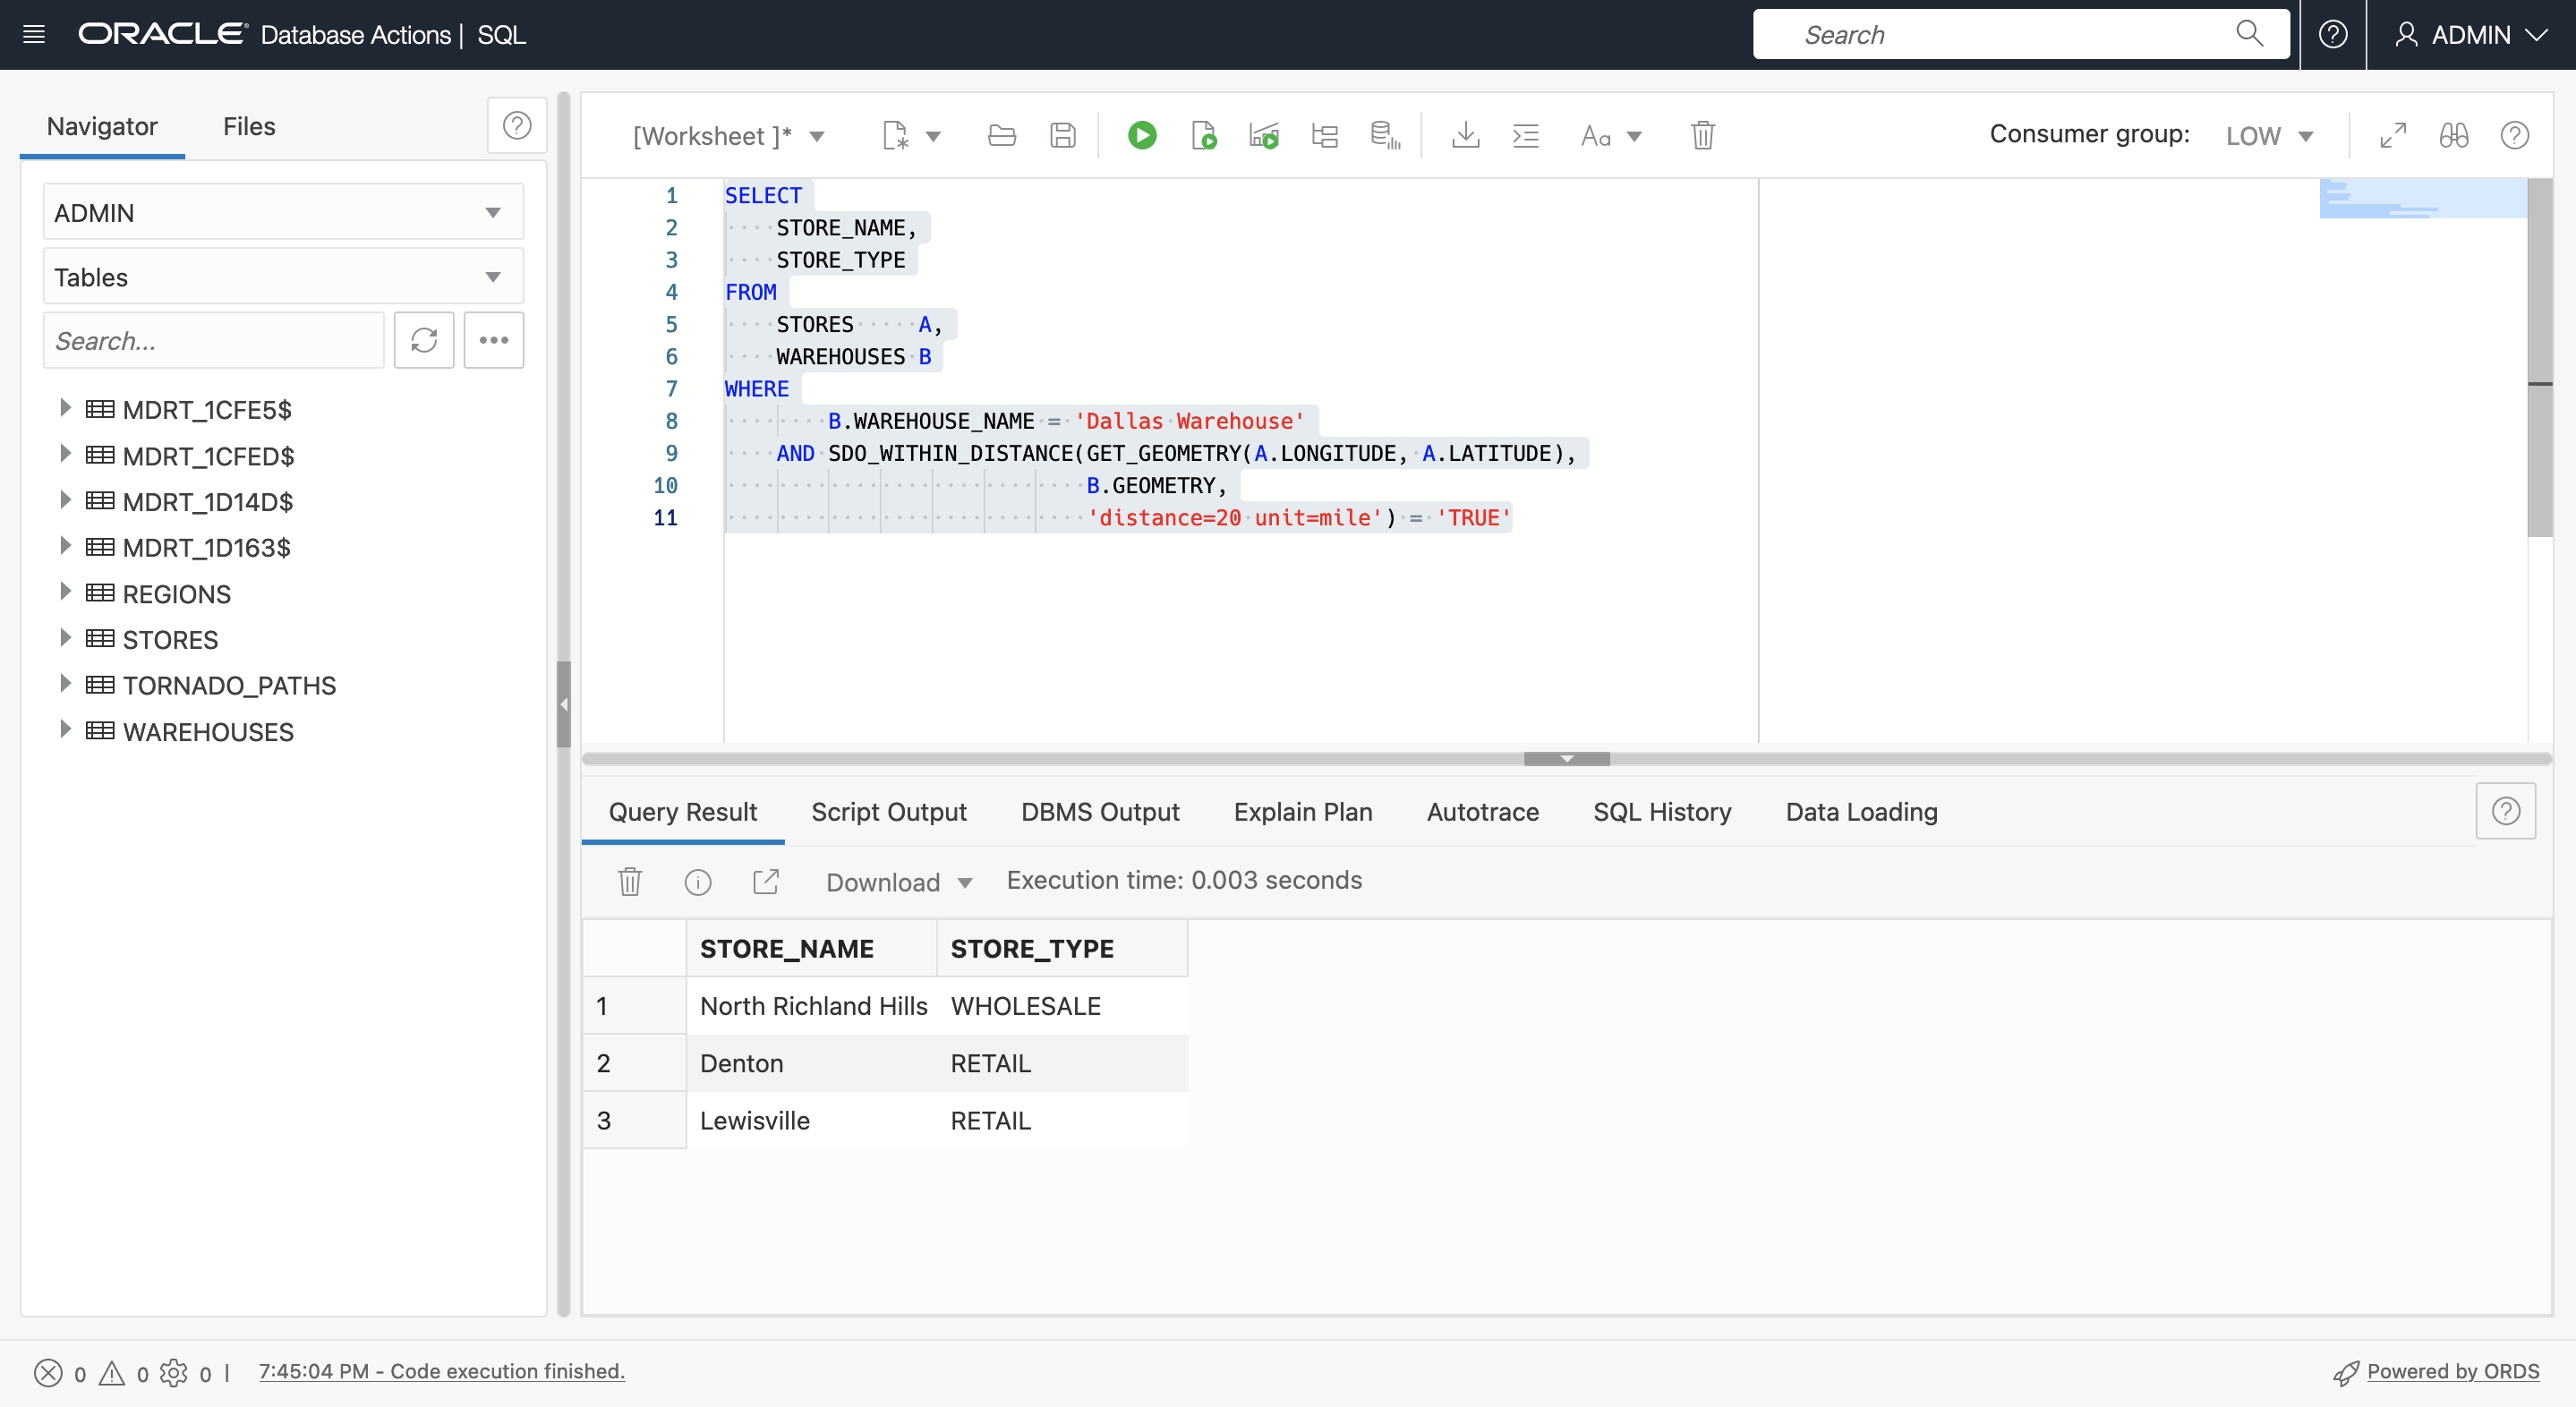 ORACLE Database Actions | SQL
Search
ADMIN
Navigator
Files
ADMIN
Tables
Search...
MDRT_1CFE5$
MDRT_1CFED$
MDRT_1D14D$
MDRT_1D163$
REGIONS
STORES
TORNADO_PATHS
WAREHOUSES
[Worksheet ]*
Aa
Consumer group: LOW
1 SELECT
2 STORE_NAME,
3 STORE_TYPE
4 FROM
5 STORES A,
6 WAREHOUSES B
7 WHERE
8 B.WAREHOUSE_NAME = 'Dallas Warehouse'
9 AND SDO_WITHIN_DISTANCE(GET_GEOMETRY(A.LONGITUDE, A.LATITUDE),
10 B.GEOMETRY,
11 'distance=20 unit=mile') = 'TRUE'
Query Result Script Output DBMS Output Explain Plan Autotrace SQL History Data Loading
Download Execution time: 0.003 seconds
STORE_NAME STORE_TYPE
1 North Richland Hills WHOLESALE
2 Denton RETAIL
3 Lewisville RETAIL
0 0 0 | 7:45:04 PM - Code execution finished.
Powered by ORDS